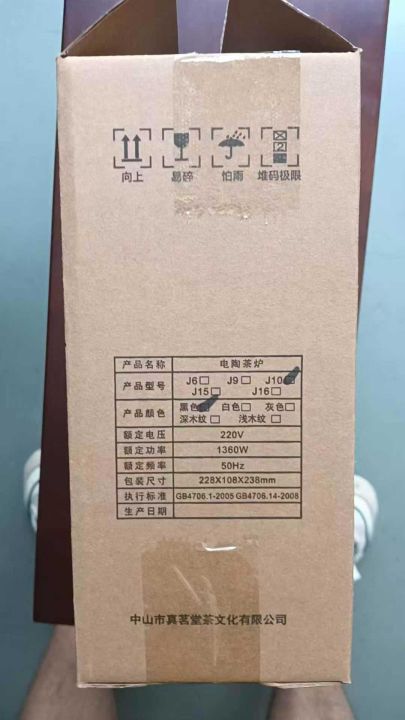 向上 易碎 怕雨 堆码极限
2
产品名称 电陶茶炉
产品型号 J6□ J9□ J10□
J15□ J16□
产品颜色 黑色□ 白色□ 灰色□
深木纹□ 浅木纹□
额定电压 220V
额定功率 1360W
额定频率 50Hz
包装尺寸 228X108X238mm
执行标准 GB4706.1-2005 GB4706.14-2008
生产日期
中山市真茗堂茶文化有限公司